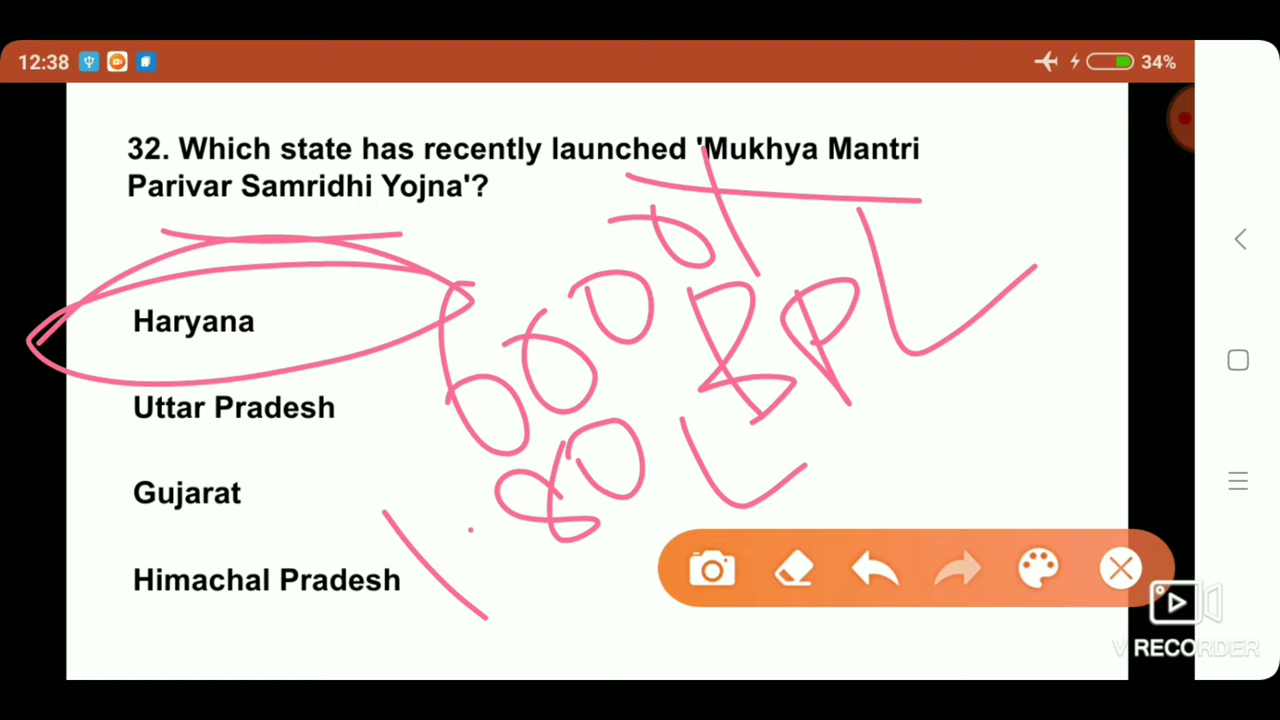 12:38
34%
32. Which state has recently launched 'Mukhya Mantri
Parivar Samridhi Yojna'?
6000
BPL
Haryana
Uttar Pradesh
1.80 L
Gujarat
Himachal Pradesh
V RECORDER